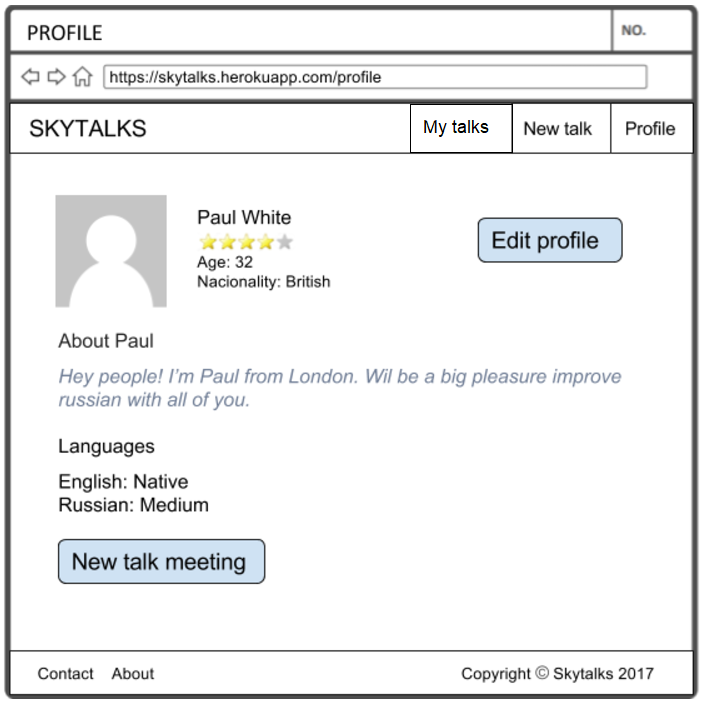 PROFILE
NO.
https://skytalks.herokuapp.com/profile
SKYTALKS
My talks
New talk
Profile
Paul White
Edit profile
Age: 32
Nacionality: British
About Paul
Hey people! I'm Paul from London. Wil be a big pleasure improve
russian with all of you.
Languages
English: Native
Russian: Medium
New talk meeting
Contact
About
Copyright © Skytalks 2017